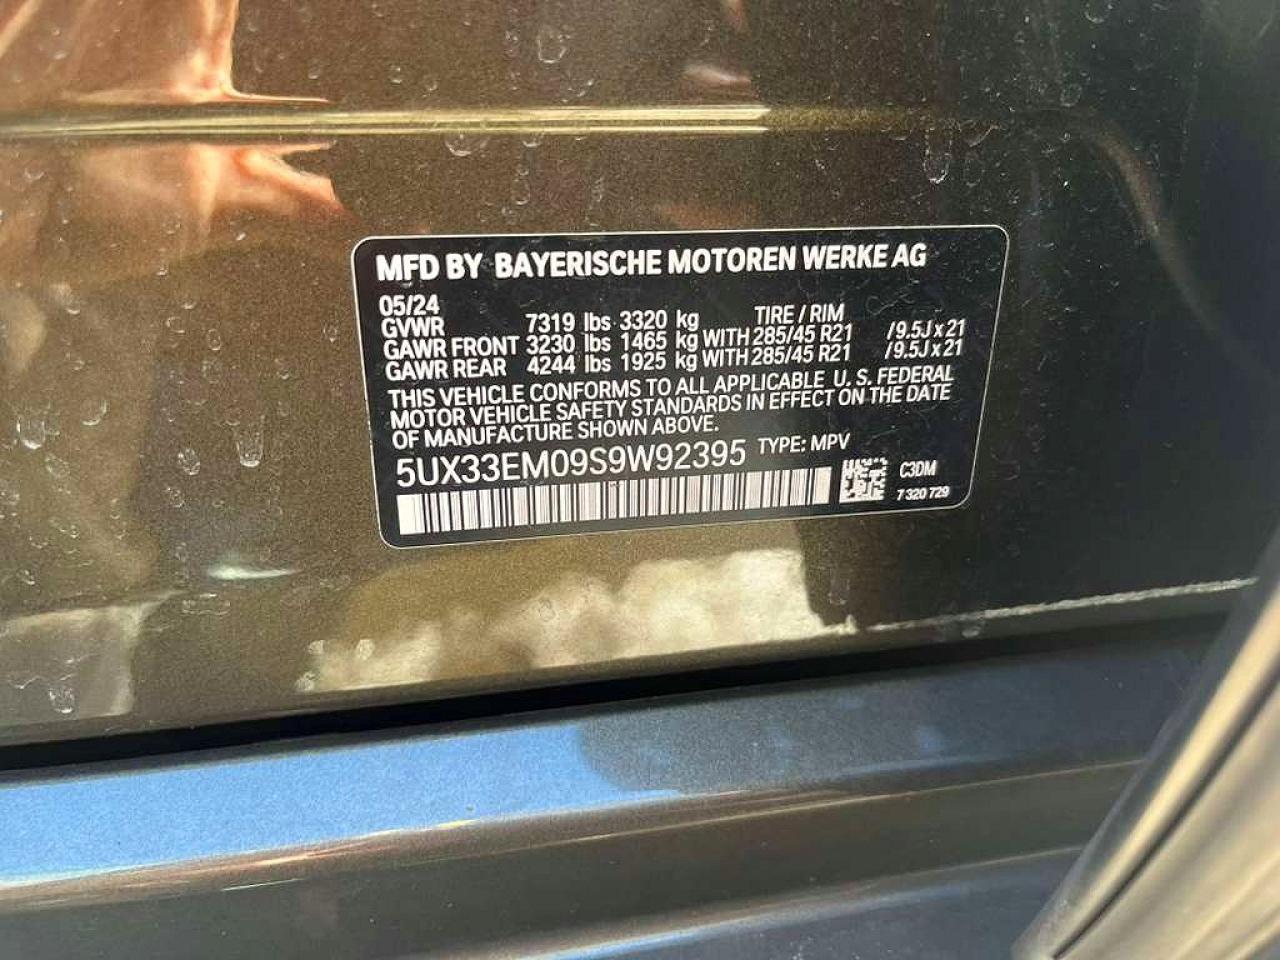 MFD BY BAYERISCHE MOTOREN WERKE AG
05/24
GVWR 7319 lbs 3320 kg TIRE / RIM
GAWR FRONT 3230 lbs 1465 kg WITH 285/45 R21 /9.5J x 21
GAWR REAR 4244 lbs 1925 kg WITH 285/45 R21 /9.5J x 21
THIS VEHICLE CONFORMS TO ALL APPLICABLE U. S. FEDERAL
MOTOR VEHICLE SAFETY STANDARDS IN EFFECT ON THE DATE
OF MANUFACTURE SHOWN ABOVE.
5UX33EM09S9W92395 TYPE: MPV
C3DM
7 320 729